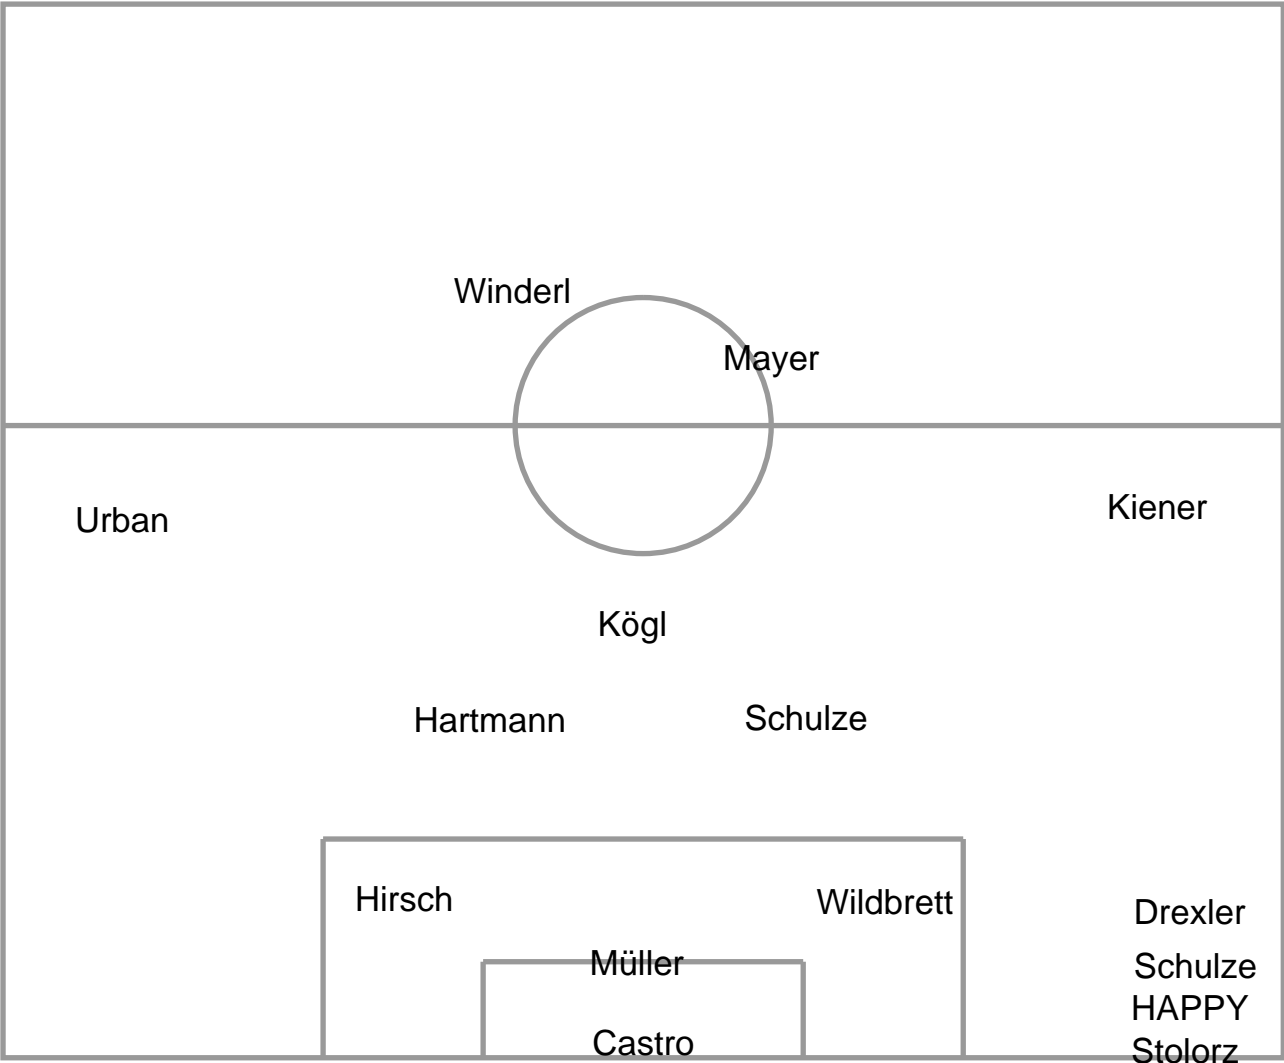 Winderl
Mayer
Kiener
Urban
Kögl
Hartmann
Schulze
Hirsch
Wildbrett
Drexler
Müller
Schulze
HAPPY
Castro
Stolorz